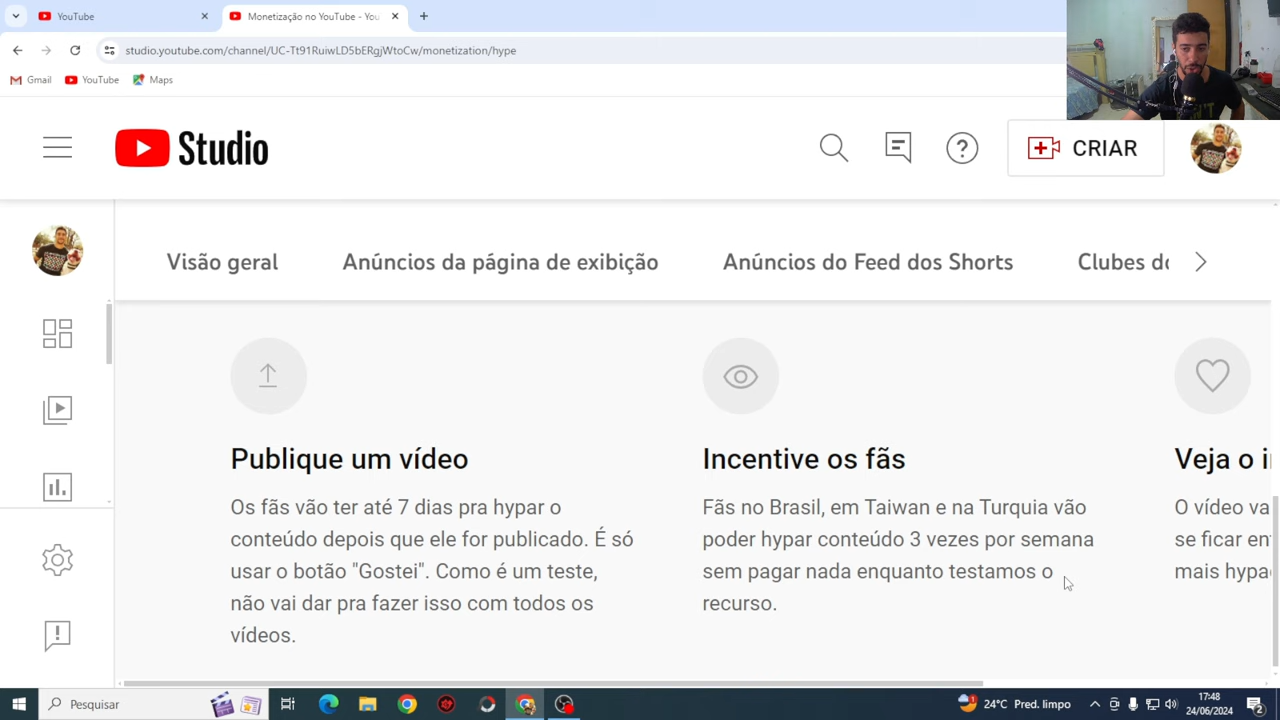 YouTube
Monetização no YouTube - You
studio.youtube.com/channel/UC-Tt91RuiwLD5bERgjWtoCw/monetization/hype
Gmail
YouTube
Maps
Studio
CRIAR
Visão geral
Anúncios da página de exibição
Anúncios do Feed dos Shorts
Clubes do
Publique um vídeo
Os fãs vão ter até 7 dias pra hypar o
conteúdo depois que ele for publicado. É só
usar o botão "Gostei". Como é um teste,
não vai dar pra fazer isso com todos os
vídeos.
Incentive os fãs
Fãs no Brasil, em Taiwan e na Turquia vão
poder hypar conteúdo 3 vezes por semana
sem pagar nada enquanto testamos o
recurso.
Veja o
O vídeo va
se ficar
mais
Pesquisar
24°C Pred. limpo
17:48
24/06/2024
2